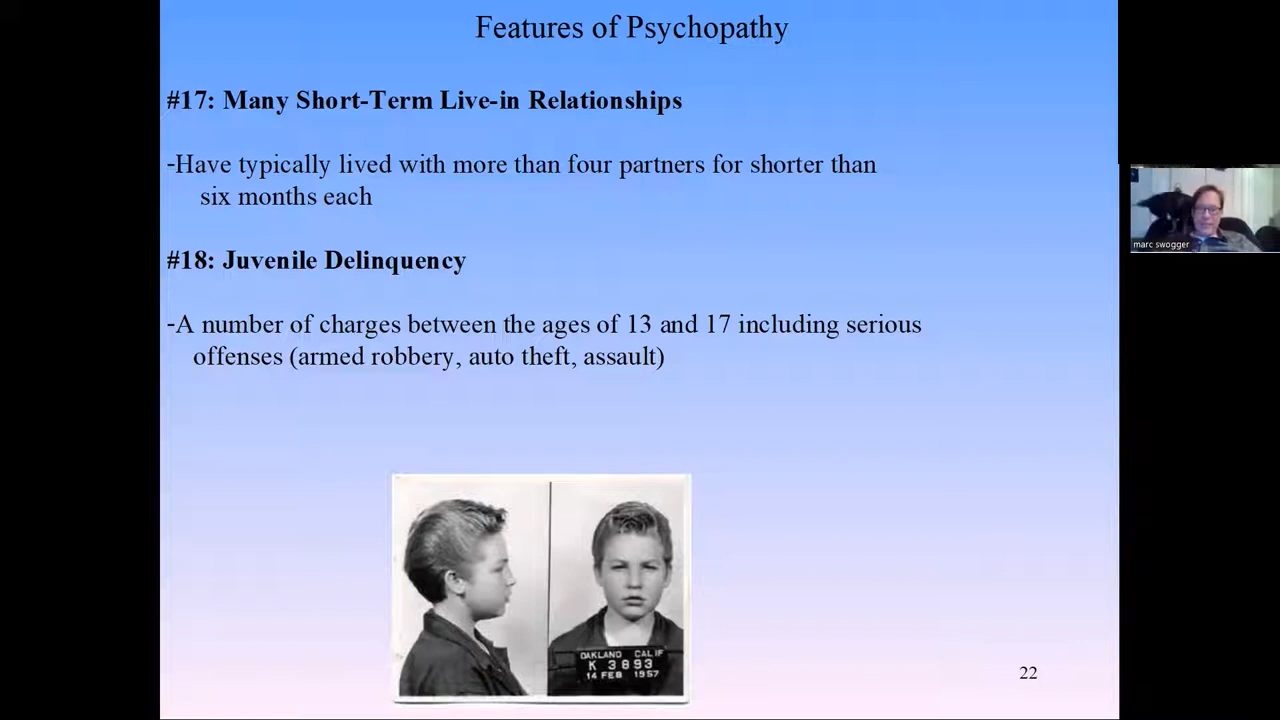 Features of Psychopathy
#17: Many Short-Term Live-in Relationships
-Have typically lived with more than four partners for shorter than
six months each
#18: Juvenile Delinquency
-A number of charges between the ages of 13 and 17 including serious
offenses (armed robbery, auto theft, assault)
OAKLAND CALIF
K 3893
14 FEB 1957
22
marc swogger